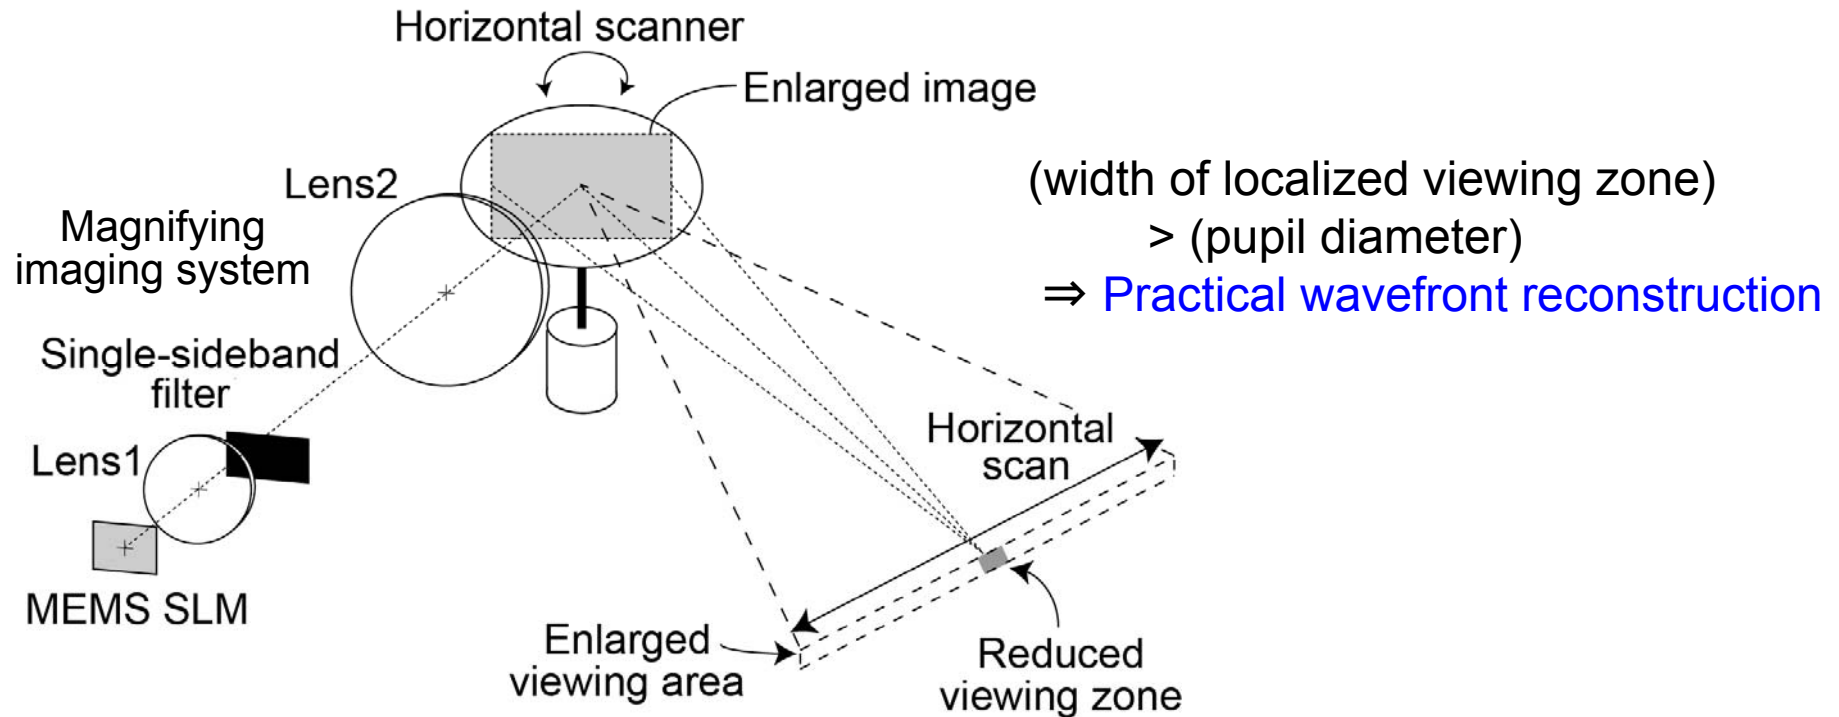 Horizontal scanner
Enlarged image
Lens2
Magnifying
imaging system
(width of localized viewing zone)
> (pupil diameter)
⇒ Practical wavefront reconstruction
Single-sideband
filter
Lens1
Horizontal
scan
MEMS SLM
Enlarged
viewing area
Reduced
viewing zone